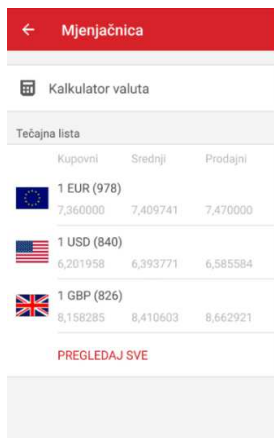 Mjenjačnica
Kalkulator valuta
Tečajna lista
Kupovni Srednji Prodajni
1 EUR (978)
7,360000 7,409741 7,470000
1 USD (840)
6,201958 6,393771 6,585584
1 GBP (826)
8,158285 8,410603 8,662921
PREGLEDAJ SVE